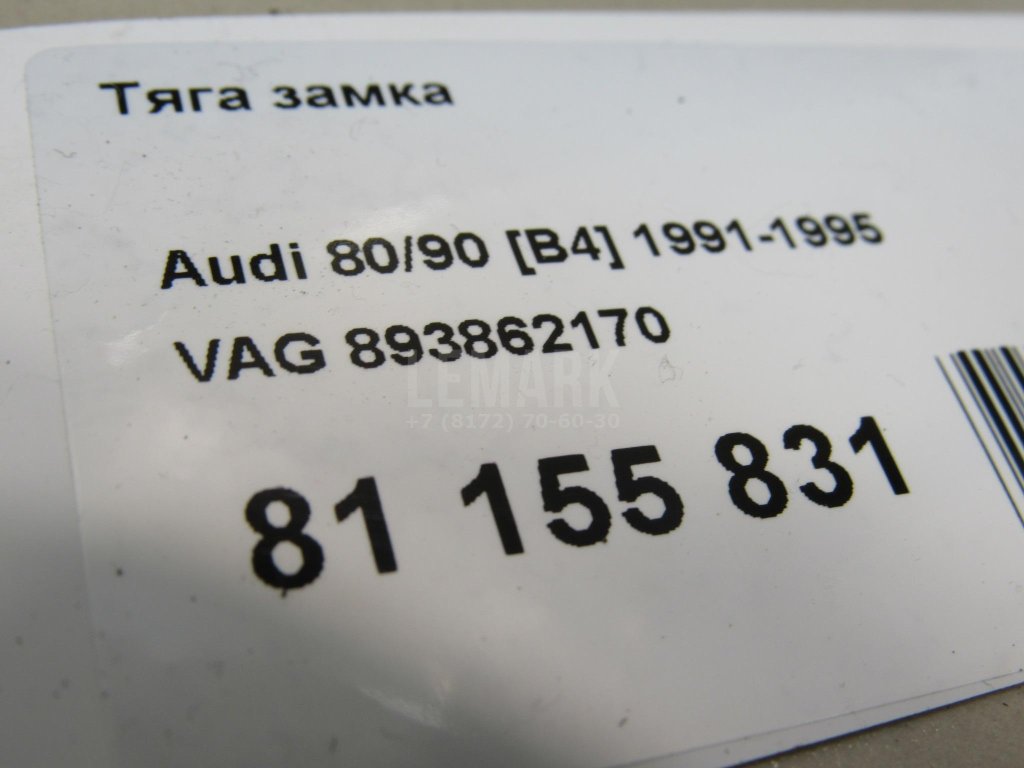 Тяга замка
Audi 80/90 [B4] 1991-1995
VAG 893862170
LEMARK
+7 (8172) 70-60-30
81 155 831